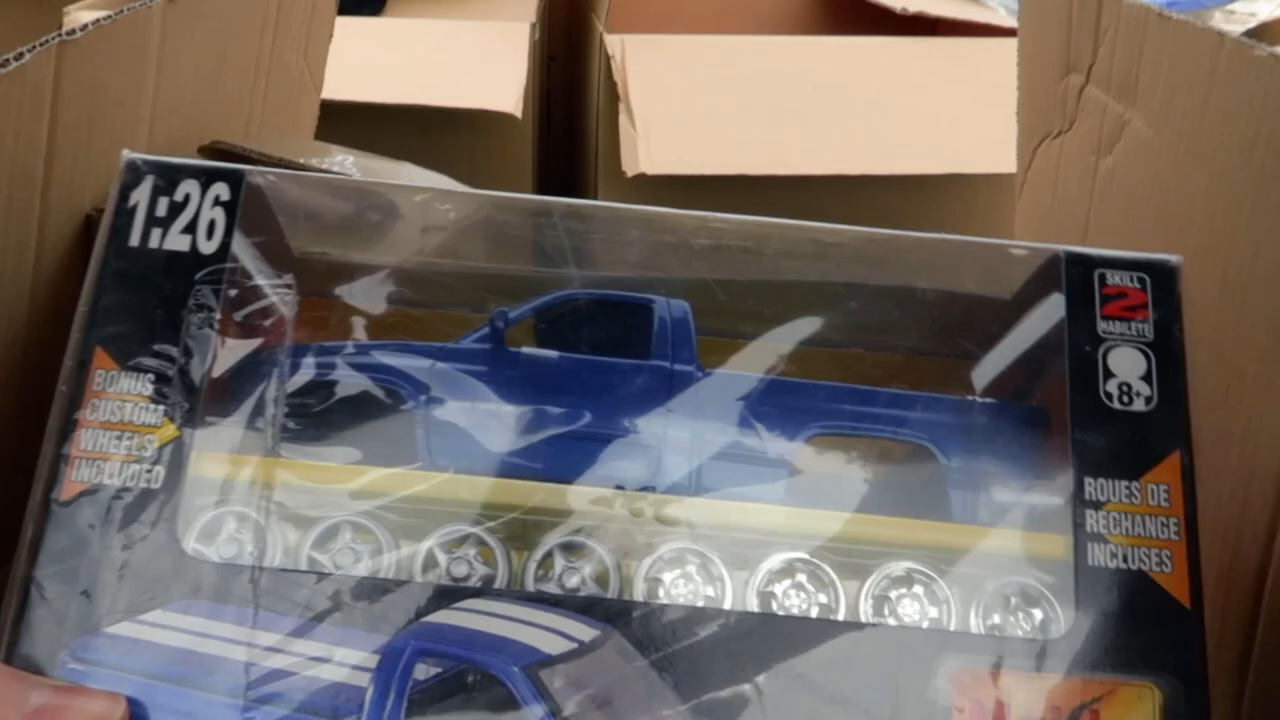 1:26
SKILL
2
HABILETÉ
8+
BONUS
CUSTOM
WHEELS
INCLUDED
ROUES DE
RECHANGE
INCLUSES